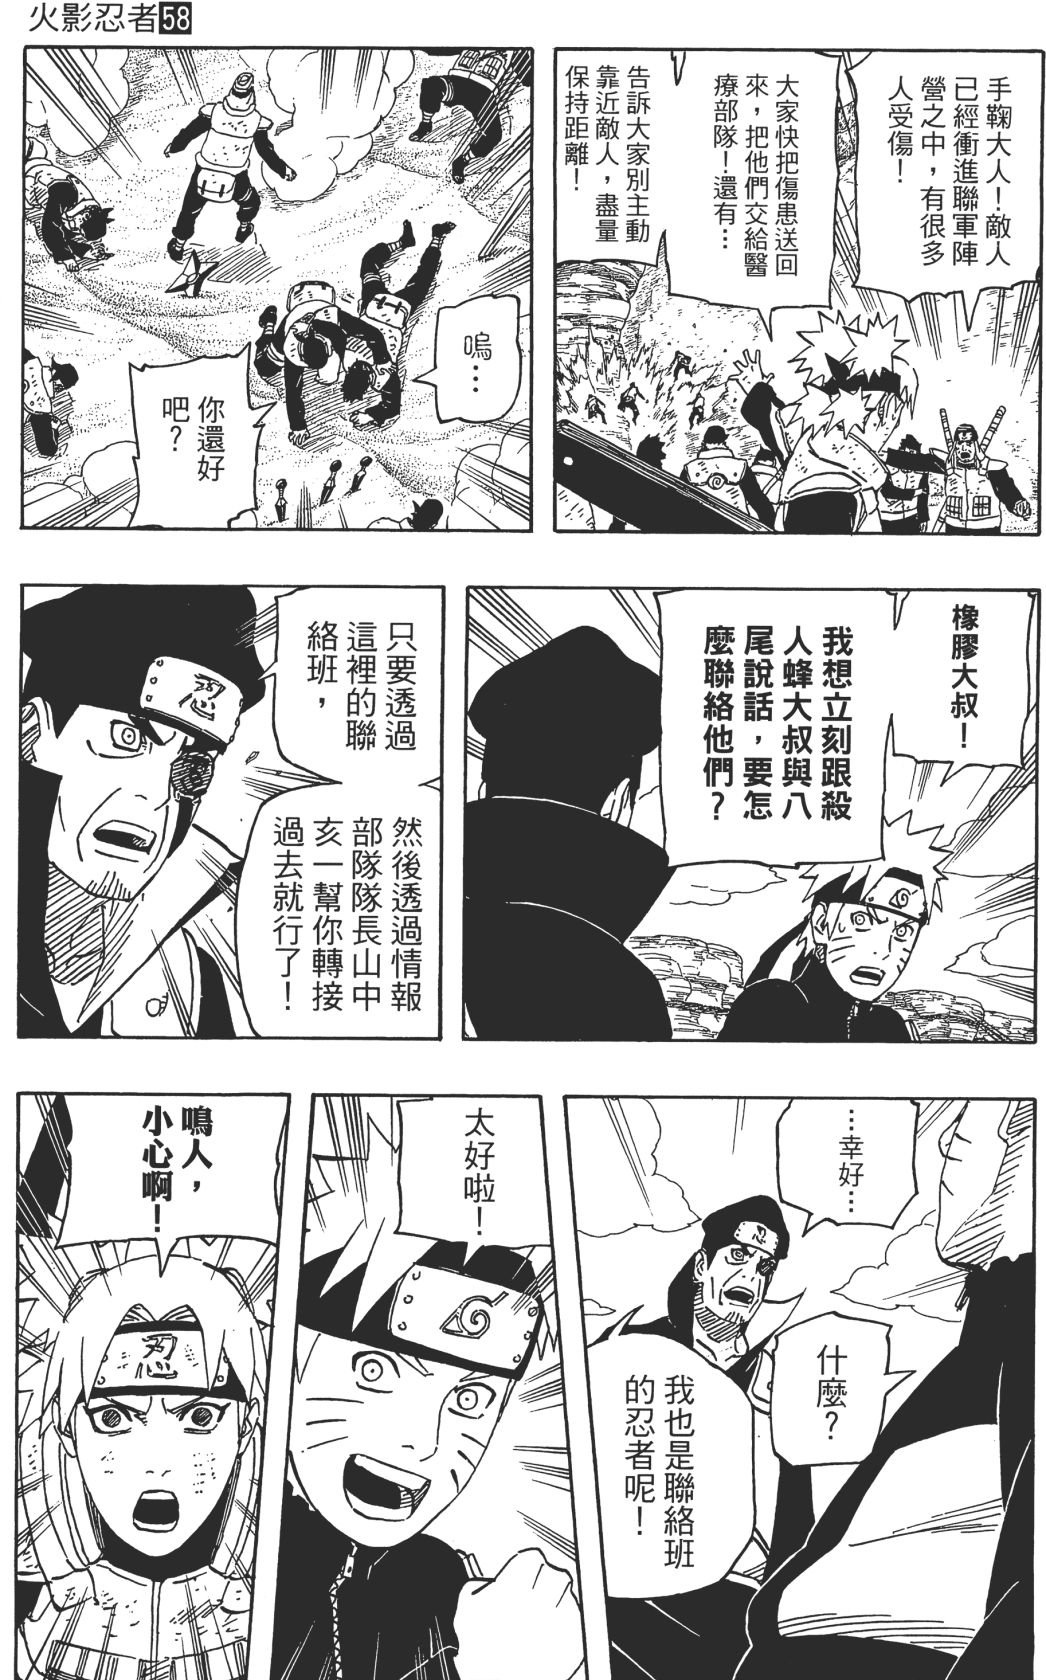 火影忍者58
手鞠大人！敵人
已經衝進聯軍陣
營之中，有很多
人受傷！
大家快把傷患送回
來，把他們交給醫
療部隊！還有…
告訴大家別主動
靠近敵人，盡量
保持距離！
嗚…
你還好
吧？
橡膠大叔！
我想立刻跟殺
人蜂大叔與八
尾說話，要怎
麼聯絡他們？
只要透過
這裡的聯
絡班，
然後透過情報
部隊隊長山中
亥一幫你轉接
過去就行了！
…幸好…
什麼？
我也是聯絡班
的忍者呢！
太好啦！
鳴人，
小心啊！
忍
忍
忍